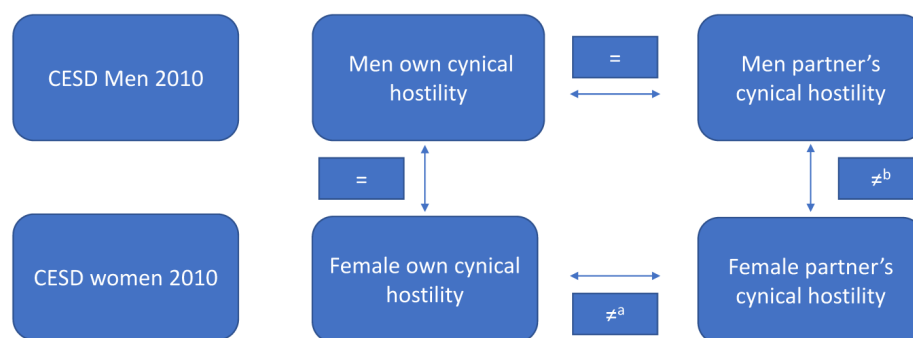 CESD Men 2010
Men own cynical
hostility
=
Men partner's
cynical hostility
=
≠ᵇ
CESD women 2010
Female own cynical
hostility
≠ᵃ
Female partner's
cynical hostility